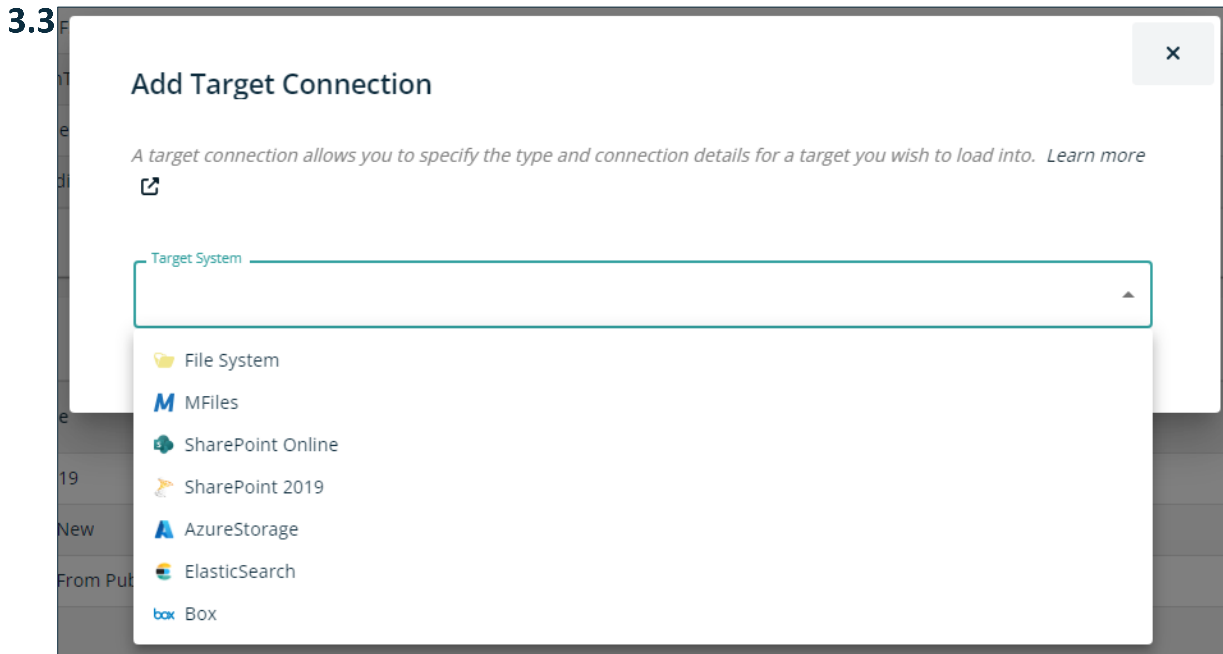 3.3
Add Target Connection
A target connection allows you to specify the type and connection details for a target you wish to load into. Learn more
Target System
File System
MFiles
SharePoint Online
SharePoint 2019
AzureStorage
ElasticSearch
box Box
19
New
From Pub